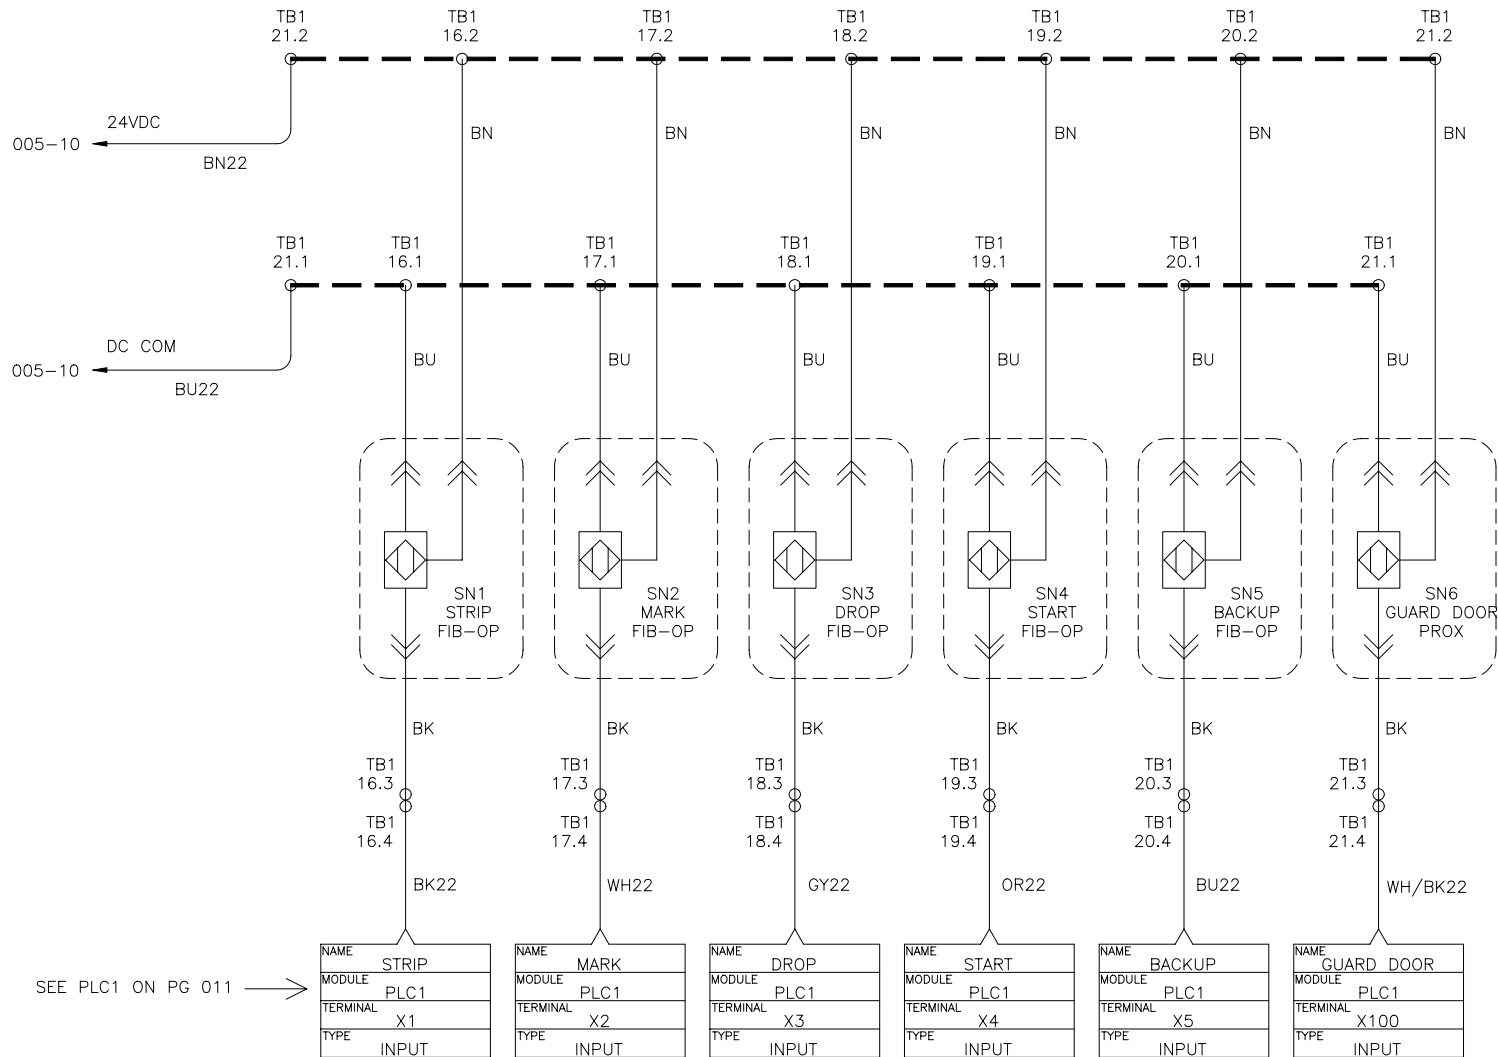 TB1 TB1 TB1 TB1 TB1 TB1 TB1
21.2 16.2 17.2 18.2 19.2 20.2 21.2
24VDC BN BN BN BN BN BN
005-10
BN22
TB1 TB1 TB1 TB1 TB1 TB1 TB1
21.1 16.1 17.1 18.1 19.1 20.1 21.1
DC COM BU BU BU BU BU BU
005-10
BU22
SN1 SN2 SN3 SN4 SN5 SN6
STRIP MARK DROP START BACKUP GUARD DOOR
FIB-OP FIB-OP FIB-OP FIB-OP FIB-OP PROX
BK BK BK BK BK BK
TB1 TB1 TB1 TB1 TB1 TB1
16.3 17.3 18.3 19.3 20.3 21.3
TB1 TB1 TB1 TB1 TB1 TB1
16.4 17.4 18.4 19.4 20.4 21.4
BK22 WH22 GY22 OR22 BU22 WH/BK22
NAME STRIP NAME MARK NAME DROP NAME START NAME BACKUP NAME GUARD DOOR
SEE PLC1 ON PG 011 MODULE PLC1 MODULE PLC1 MODULE PLC1 MODULE PLC1 MODULE PLC1 MODULE PLC1
TERMINAL X1 TERMINAL X2 TERMINAL X3 TERMINAL X4 TERMINAL X5 TERMINAL X100
TYPE INPUT TYPE INPUT TYPE INPUT TYPE INPUT TYPE INPUT TYPE INPUT